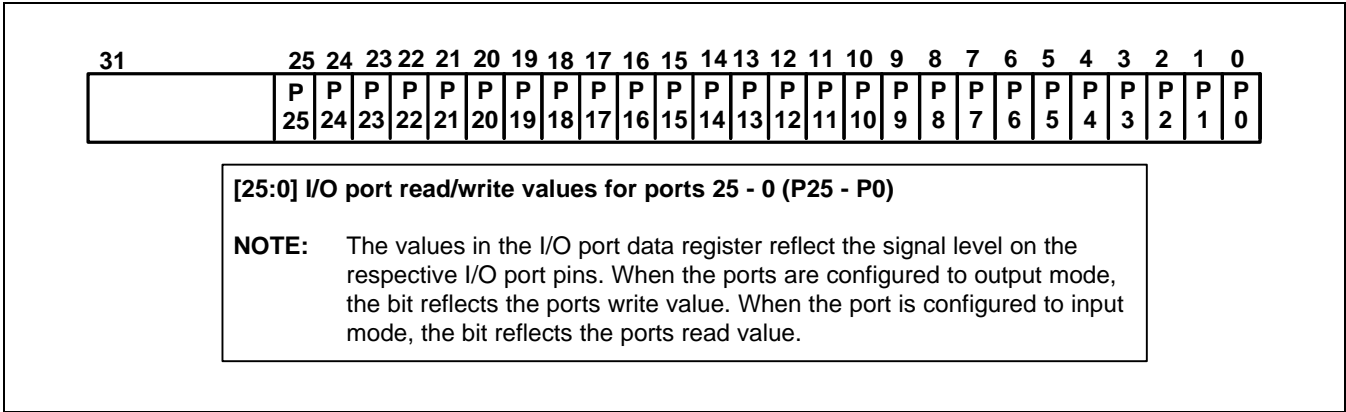 31 25 24 23 22 21 20 19 18 17 16 15 14 13 12 11 10 9 8 7 6 5 4 3 2 1 0
P P P P P P P P P P P P P P P P P P P P P P P P P P
25 24 23 22 21 20 19 18 17 16 15 14 13 12 11 10 9 8 7 6 5 4 3 2 1 0
[25:0] I/O port read/write values for ports 25 - 0 (P25 - P0)
NOTE: The values in the I/O port data register reflect the signal level on the
respective I/O port pins. When the ports are configured to output mode,
the bit reflects the ports write value. When the port is configured to input
mode, the bit reflects the ports read value.